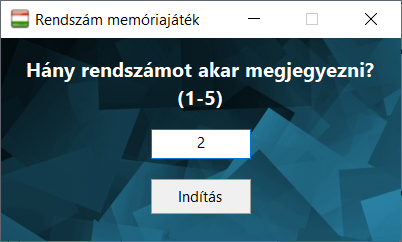 Rendszám memóriajáték
Hány rendszámot akar megjegyezni?
(1-5)
2
Indítás